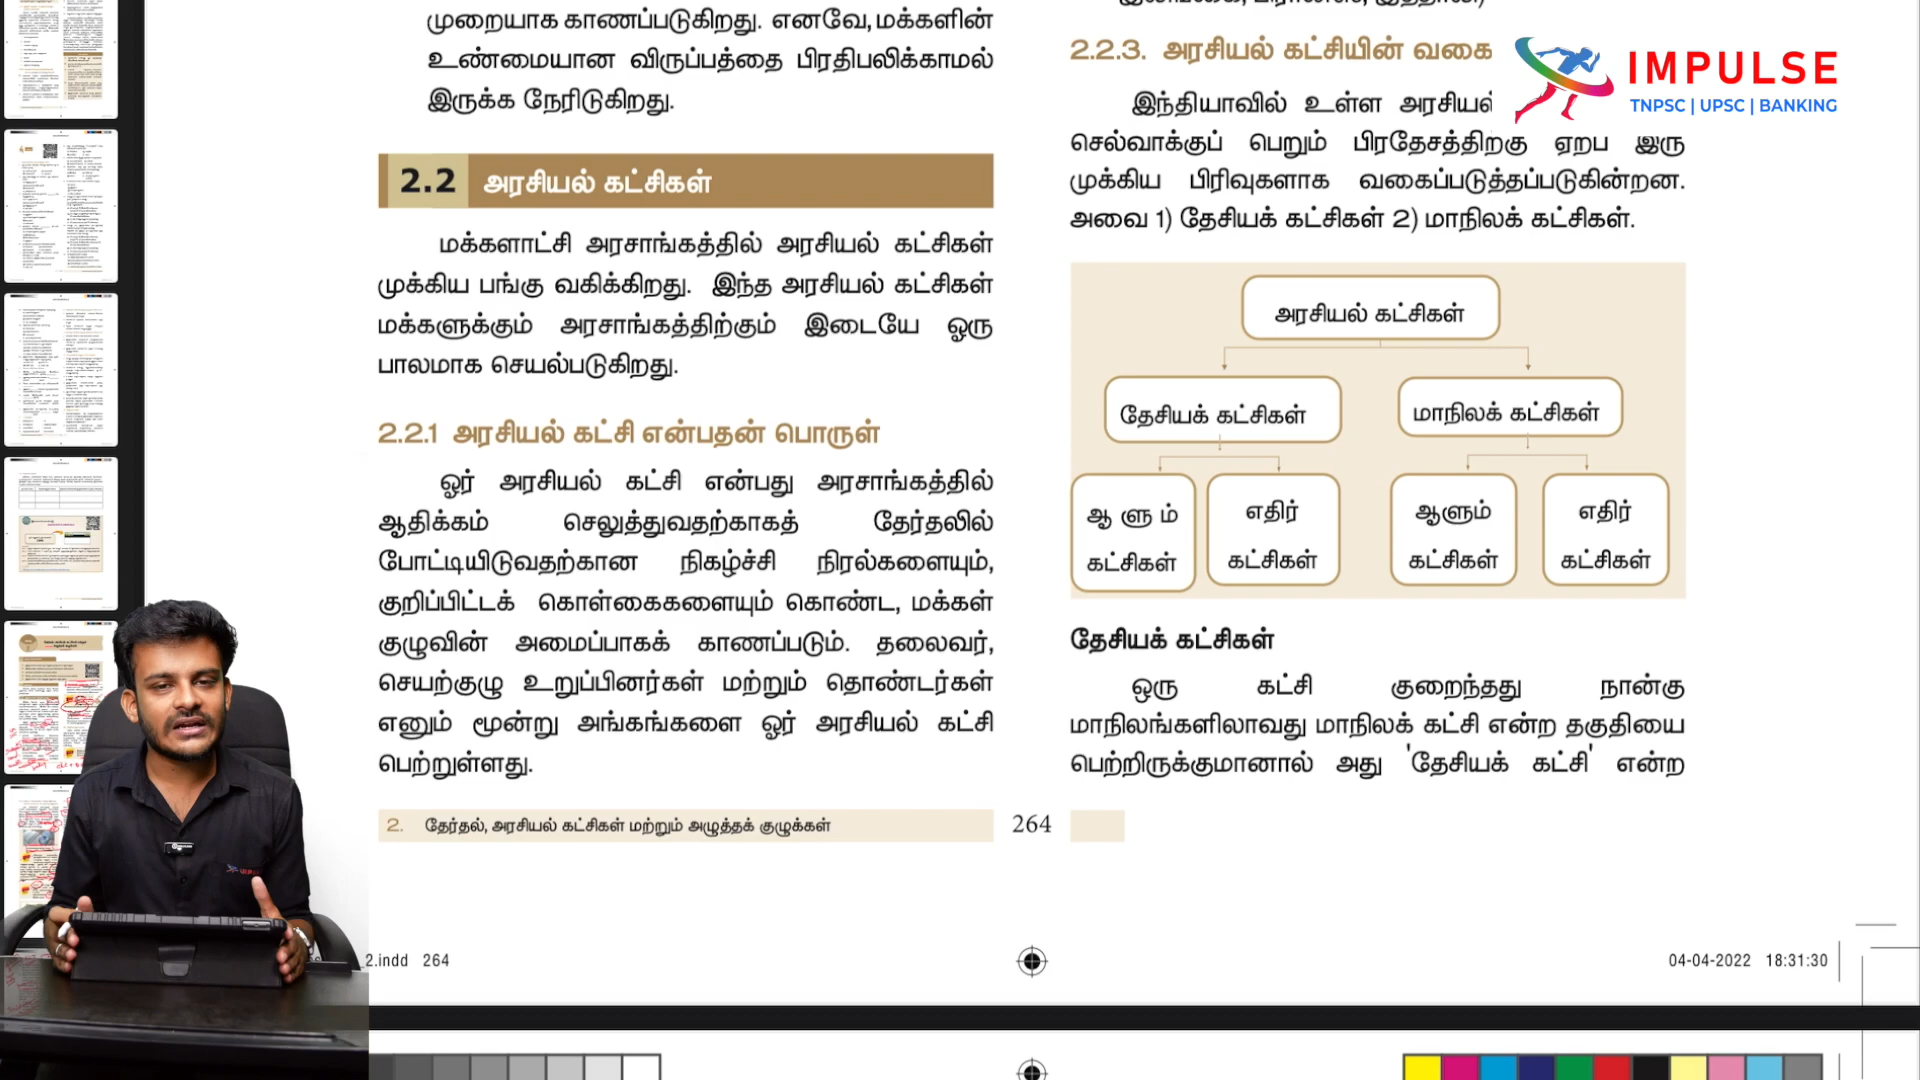 முறையாக காணப்படுகிறது. எனவே, மக்களின்
உண்மையான விருப்பத்தை பிரதிபலிக்காமல்
இருக்க நேரிடுகிறது.
2.2 அரசியல் கட்சிகள்
மக்களாட்சி அரசாங்கத்தில் அரசியல் கட்சிகள்
முக்கிய பங்கு வகிக்கிறது. இந்த அரசியல் கட்சிகள்
மக்களுக்கும் அரசாங்கத்திற்கும் இடையே ஓரு
பாலமாக செயல்படுகிறது.
2.2.1 அரசியல் கட்சி என்பதன் பொருள்
ஓர் அரசியல் கட்சி என்பது அரசாங்கத்தில்
ஆதிக்கம் செலுத்துவதற்காகத் தேர்தலில்
போட்டியிடுவதற்கான நிகழ்ச்சி நிரல்களையும்,
குறிப்பிட்டக் கொள்கைகளையும் கொண்ட, மக்கள்
குழுவின் அமைப்பாகக் காணப்படும். தலைவர்,
செயற்குழு உறுப்பினர்கள் மற்றும் தொண்டர்கள்
எனும் மூன்று அங்கங்களை ஓர் அரசியல் கட்சி
பெற்றுள்ளது.
2. தேர்தல், அரசியல் கட்சிகள் மற்றும் அழுத்தக் குழுக்கள்
264
2.2.3. அரசியல் கட்சியின் வகை
இந்தியாவில் உள்ள அரசியல்
செல்வாக்குப் பெறும் பிரதேசத்திற்கு ஏற்ப இரு
முக்கிய பிரிவுகளாக வகைப்படுத்தப்படுகின்றன.
அவை 1) தேசியக் கட்சிகள் 2) மாநிலக் கட்சிகள்.
அரசியல் கட்சிகள்
தேசியக் கட்சிகள்
மாநிலக் கட்சிகள்
ஆ ளு ம்
கட்சிகள்
எதிர்
கட்சிகள்
ஆளும்
கட்சிகள்
எதிர்
கட்சிகள்
தேசியக் கட்சிகள்
ஒரு கட்சி குறைந்தது நான்கு
மாநிலங்களிலாவது மாநிலக் கட்சி என்ற தகுதியை
பெற்றிருக்குமானால் அது 'தேசியக் கட்சி' என்ற
IMPULSE
TNPSC | UPSC | BANKING
_2.indd 264
04-04-2022 18:31:30